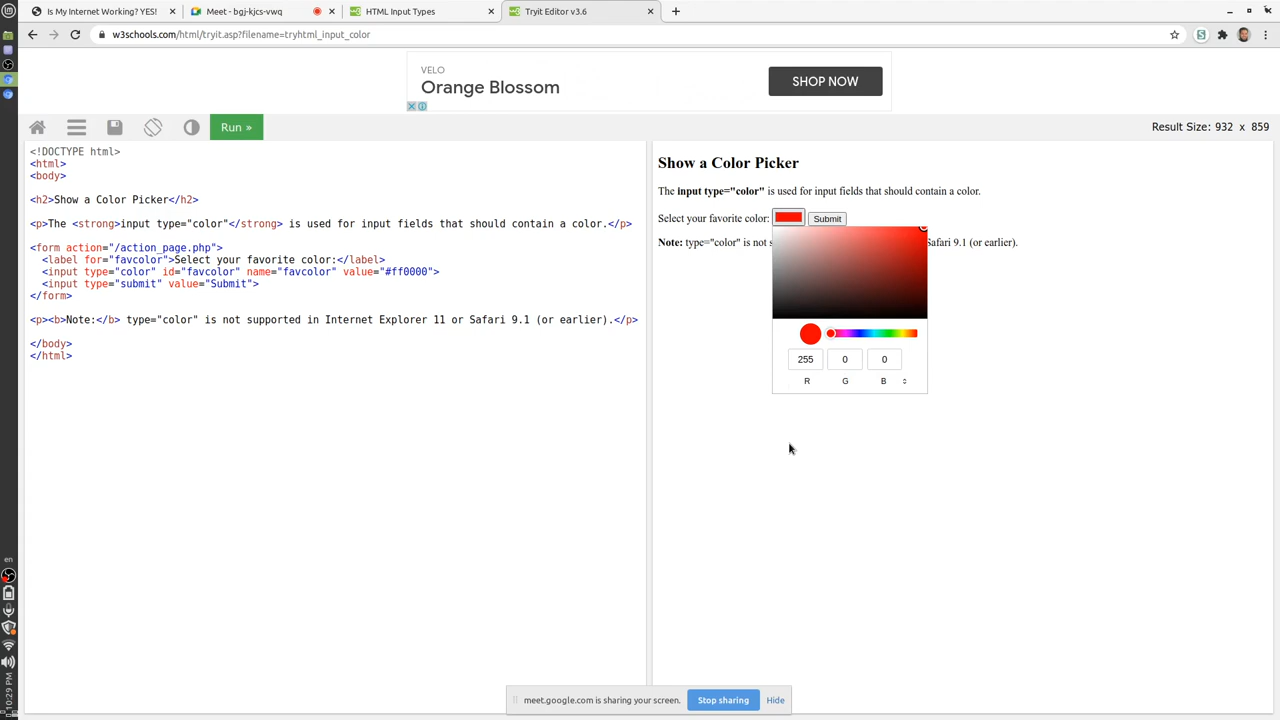 Is My Internet Working? YES!
Meet - bgj-kjcs-vwq
HTML Input Types
Tryit Editor v3.6
w3schools.com/html/tryit.asp?filename=tryhtml_input_color
VELO
Orange Blossom
SHOP NOW
Run »
Result Size: 932 x 859
<!DOCTYPE html>
<html>
<body>
<h2>Show a Color Picker</h2>
<p>The <strong>input type="color"</strong> is used for input fields that should contain a color.</p>
<form action="/action_page.php">
<label for="favcolor">Select your favorite color:</label>
<input type="color" id="favcolor" name="favcolor" value="#ff0000">
<input type="submit" value="Submit">
</form>
<p><b>Note:</b> type="color" is not supported in Internet Explorer 11 or Safari 9.1 (or earlier).</p>
</body>
</html>
Show a Color Picker
The input type="color" is used for input fields that should contain a color.
Select your favorite color: Submit
Note: type="color" is not s Safari 9.1 (or earlier).
255 0 0
R G B
en
10:29 PM
meet.google.com is sharing your screen. Stop sharing Hide